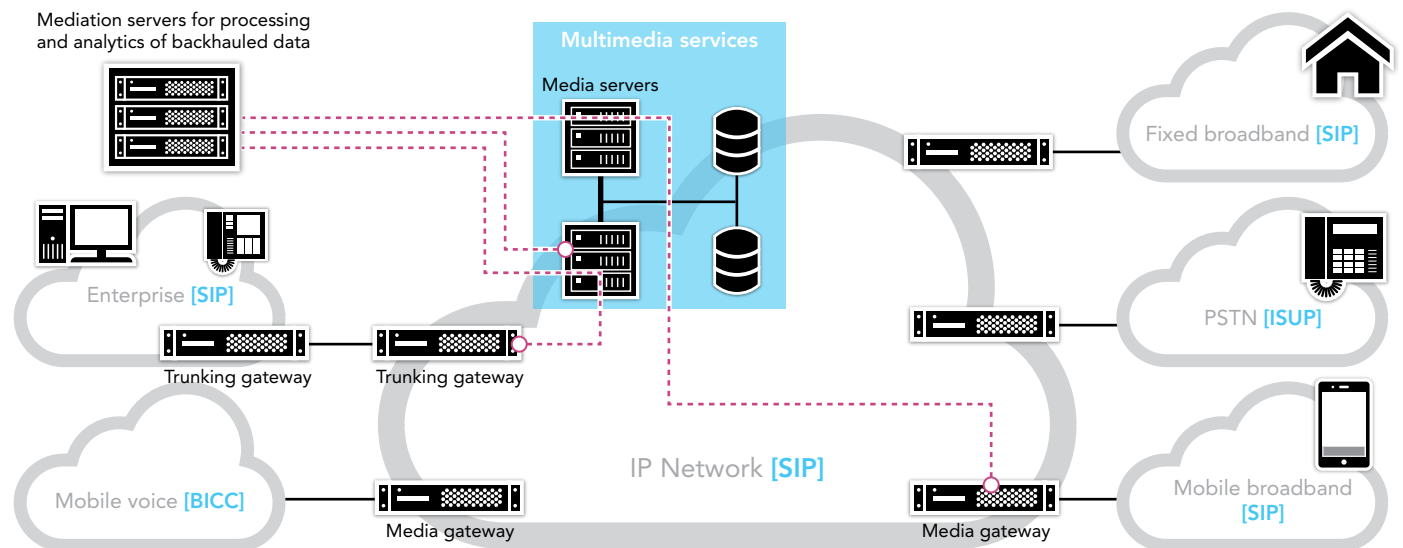 Mediation servers for processing
and analytics of backhauled data
Multimedia services
Media servers
Fixed broadband [SIP]
Enterprise [SIP]
PSTN [ISUP]
Trunking gateway
Trunking gateway
IP Network [SIP]
Mobile voice [BICC]
Media gateway
Media gateway
Mobile broadband
[SIP]